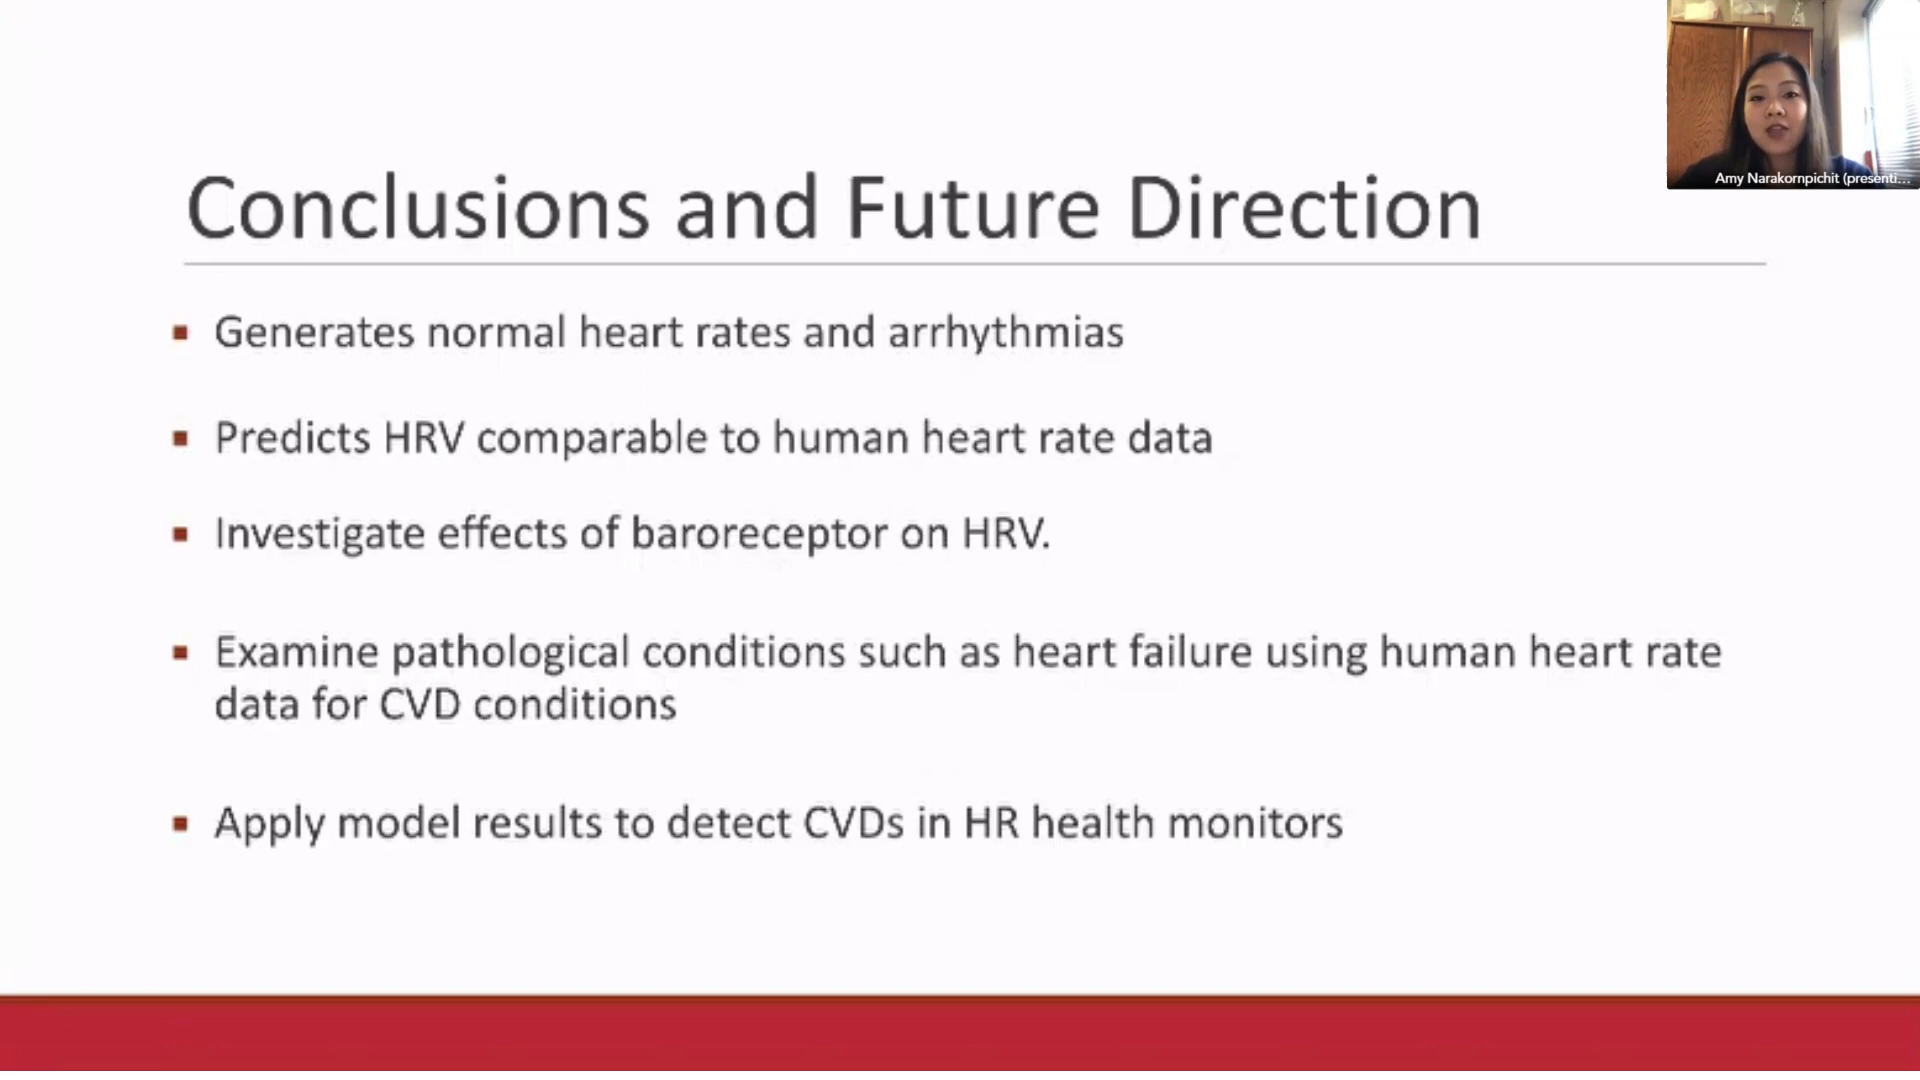 Conclusions and Future Direction
Generates normal heart rates and arrhythmias
Predicts HRV comparable to human heart rate data
Investigate effects of baroreceptor on HRV.
Examine pathological conditions such as heart failure using human heart rate
data for CVD conditions
Apply model results to detect CVDs in HR health monitors
Amy Narakornpichit (presenti...